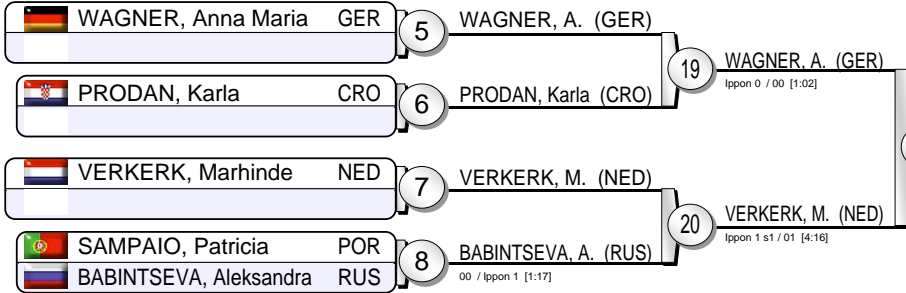 WAGNER, Anna Maria GER
5
WAGNER, A. (GER)
PRODAN, Karla CRO
6
PRODAN, Karla (CRO)
19
WAGNER, A. (GER)
Ippon 0 / 00 [1:02]
VERKERK, Marhinde NED
7
VERKERK, M. (NED)
SAMPAIO, Patricia POR
BABINTSEVA, Aleksandra RUS
8
BABINTSEVA, A. (RUS)
00 / Ippon 1 [1:17]
20
VERKERK, M. (NED)
Ippon 1 s1 / 01 [4:16]